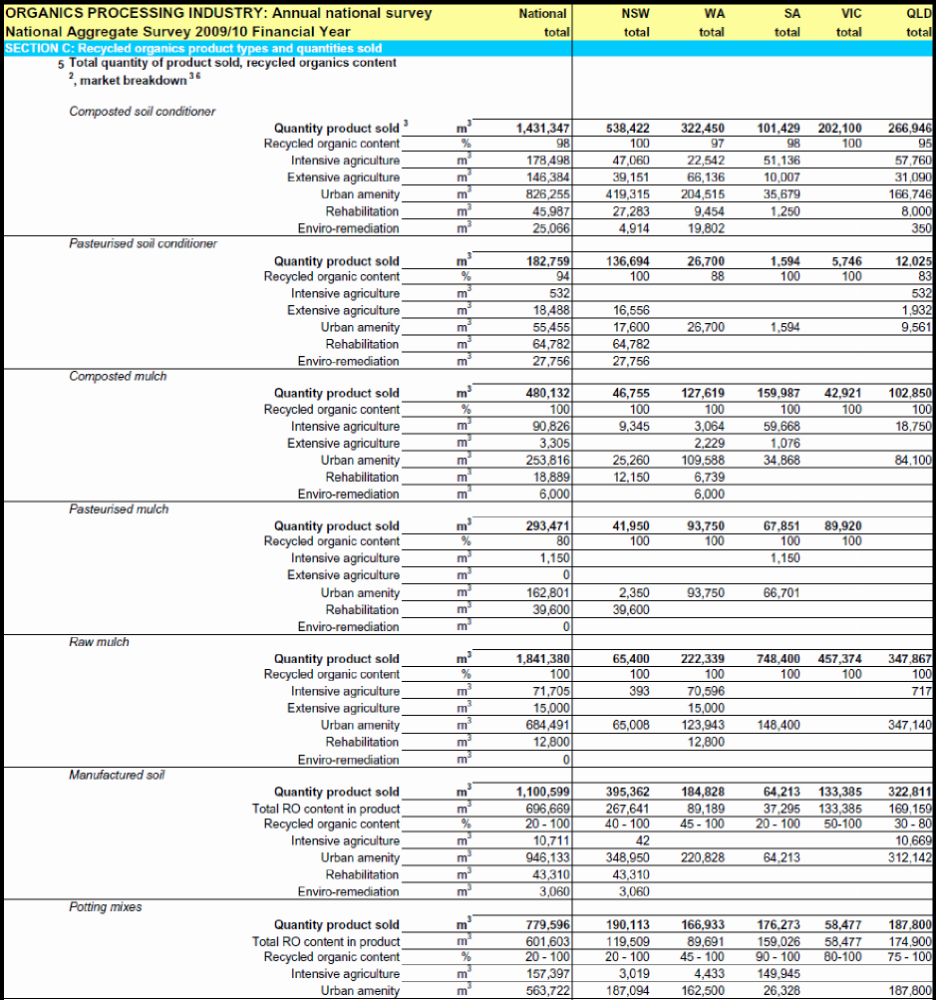 ORGANICS PROCESSING INDUSTRY: Annual national survey National NSW WA SA VIC QLD
National Aggregate Survey 2009/10 Financial Year total total total total total total
SECTION C: Recycled organics product types and quantities sold
5 Total quantity of product sold, recycled organics content
2, market breakdown 3 6
Composted soil conditioner
Quantity product sold 3 m3 1,431,347 538,422 322,450 101,429 202,100 266,946
Recycled organic content % 98 100 97 98 100 95
Intensive agriculture m3 178,498 47,060 22,542 51,136 57,760
Extensive agriculture m3 146,384 39,151 66,136 10,007 31,090
Urban amenity m3 826,255 419,315 204,515 35,679 166,746
Rehabilitation m3 45,987 27,283 9,454 1,250 8,000
Enviro-remediation m3 25,066 4,914 19,802 350
Pasteurised soil conditioner
Quantity product sold m3 182,759 136,694 26,700 1,594 5,746 12,025
Recycled organic content % 94 100 88 100 100 83
Intensive agriculture m3 532 532
Extensive agriculture m3 18,488 16,556 1,932
Urban amenity m3 55,455 17,600 26,700 1,594 9,561
Rehabilitation m3 64,782 64,782
Enviro-remediation m3 27,756 27,756
Composted mulch
Quantity product sold m3 480,132 46,755 127,619 159,987 42,921 102,850
Recycled organic content % 100 100 100 100 100 100
Intensive agriculture m3 90,826 9,345 3,064 59,668 18,750
Extensive agriculture m3 3,305 2,229 1,076
Urban amenity m3 253,816 25,260 109,588 34,868 84,100
Rehabilitation m3 18,889 12,150 6,739
Enviro-remediation m3 6,000 6,000
Pasteurised mulch
Quantity product sold m3 293,471 41,950 93,750 67,851 89,920
Recycled organic content % 80 100 100 100 100
Intensive agriculture m3 1,150 1,150
Extensive agriculture m3 0
Urban amenity m3 162,801 2,350 93,750 66,701
Rehabilitation m3 39,600 39,600
Enviro-remediation m3 0
Raw mulch
Quantity product sold m3 1,841,380 65,400 222,339 748,400 457,374 347,867
Recycled organic content % 100 100 100 100 100 100
Intensive agriculture m3 71,705 393 70,596 717
Extensive agriculture m3 15,000 15,000
Urban amenity m3 684,491 65,008 123,943 148,400 347,140
Rehabilitation m3 12,800 12,800
Enviro-remediation m3 0
Manufactured soil
Quantity product sold m3 1,100,599 395,362 184,828 64,213 133,385 322,811
Total RO content in product m3 696,669 267,641 89,189 37,295 133,385 169,159
Recycled organic content % 20 - 100 40 - 100 45 - 100 20 - 100 50-100 30 - 80
Intensive agriculture m3 10,711 42 10,669
Urban amenity m3 946,133 348,950 220,828 64,213 312,142
Rehabilitation m3 43,310 43,310
Enviro-remediation m3 3,060 3,060
Potting mixes
Quantity product sold m3 779,596 190,113 166,933 176,273 58,477 187,800
Total RO content in product m3 601,603 119,509 89,691 159,026 58,477 174,900
Recycled organic content % 20 - 100 20 - 100 45 - 100 90 - 100 80-100 75 - 100
Intensive agriculture m3 157,397 3,019 4,433 149,945
Urban amenity m3 563,722 187,094 162,500 26,328 187,800